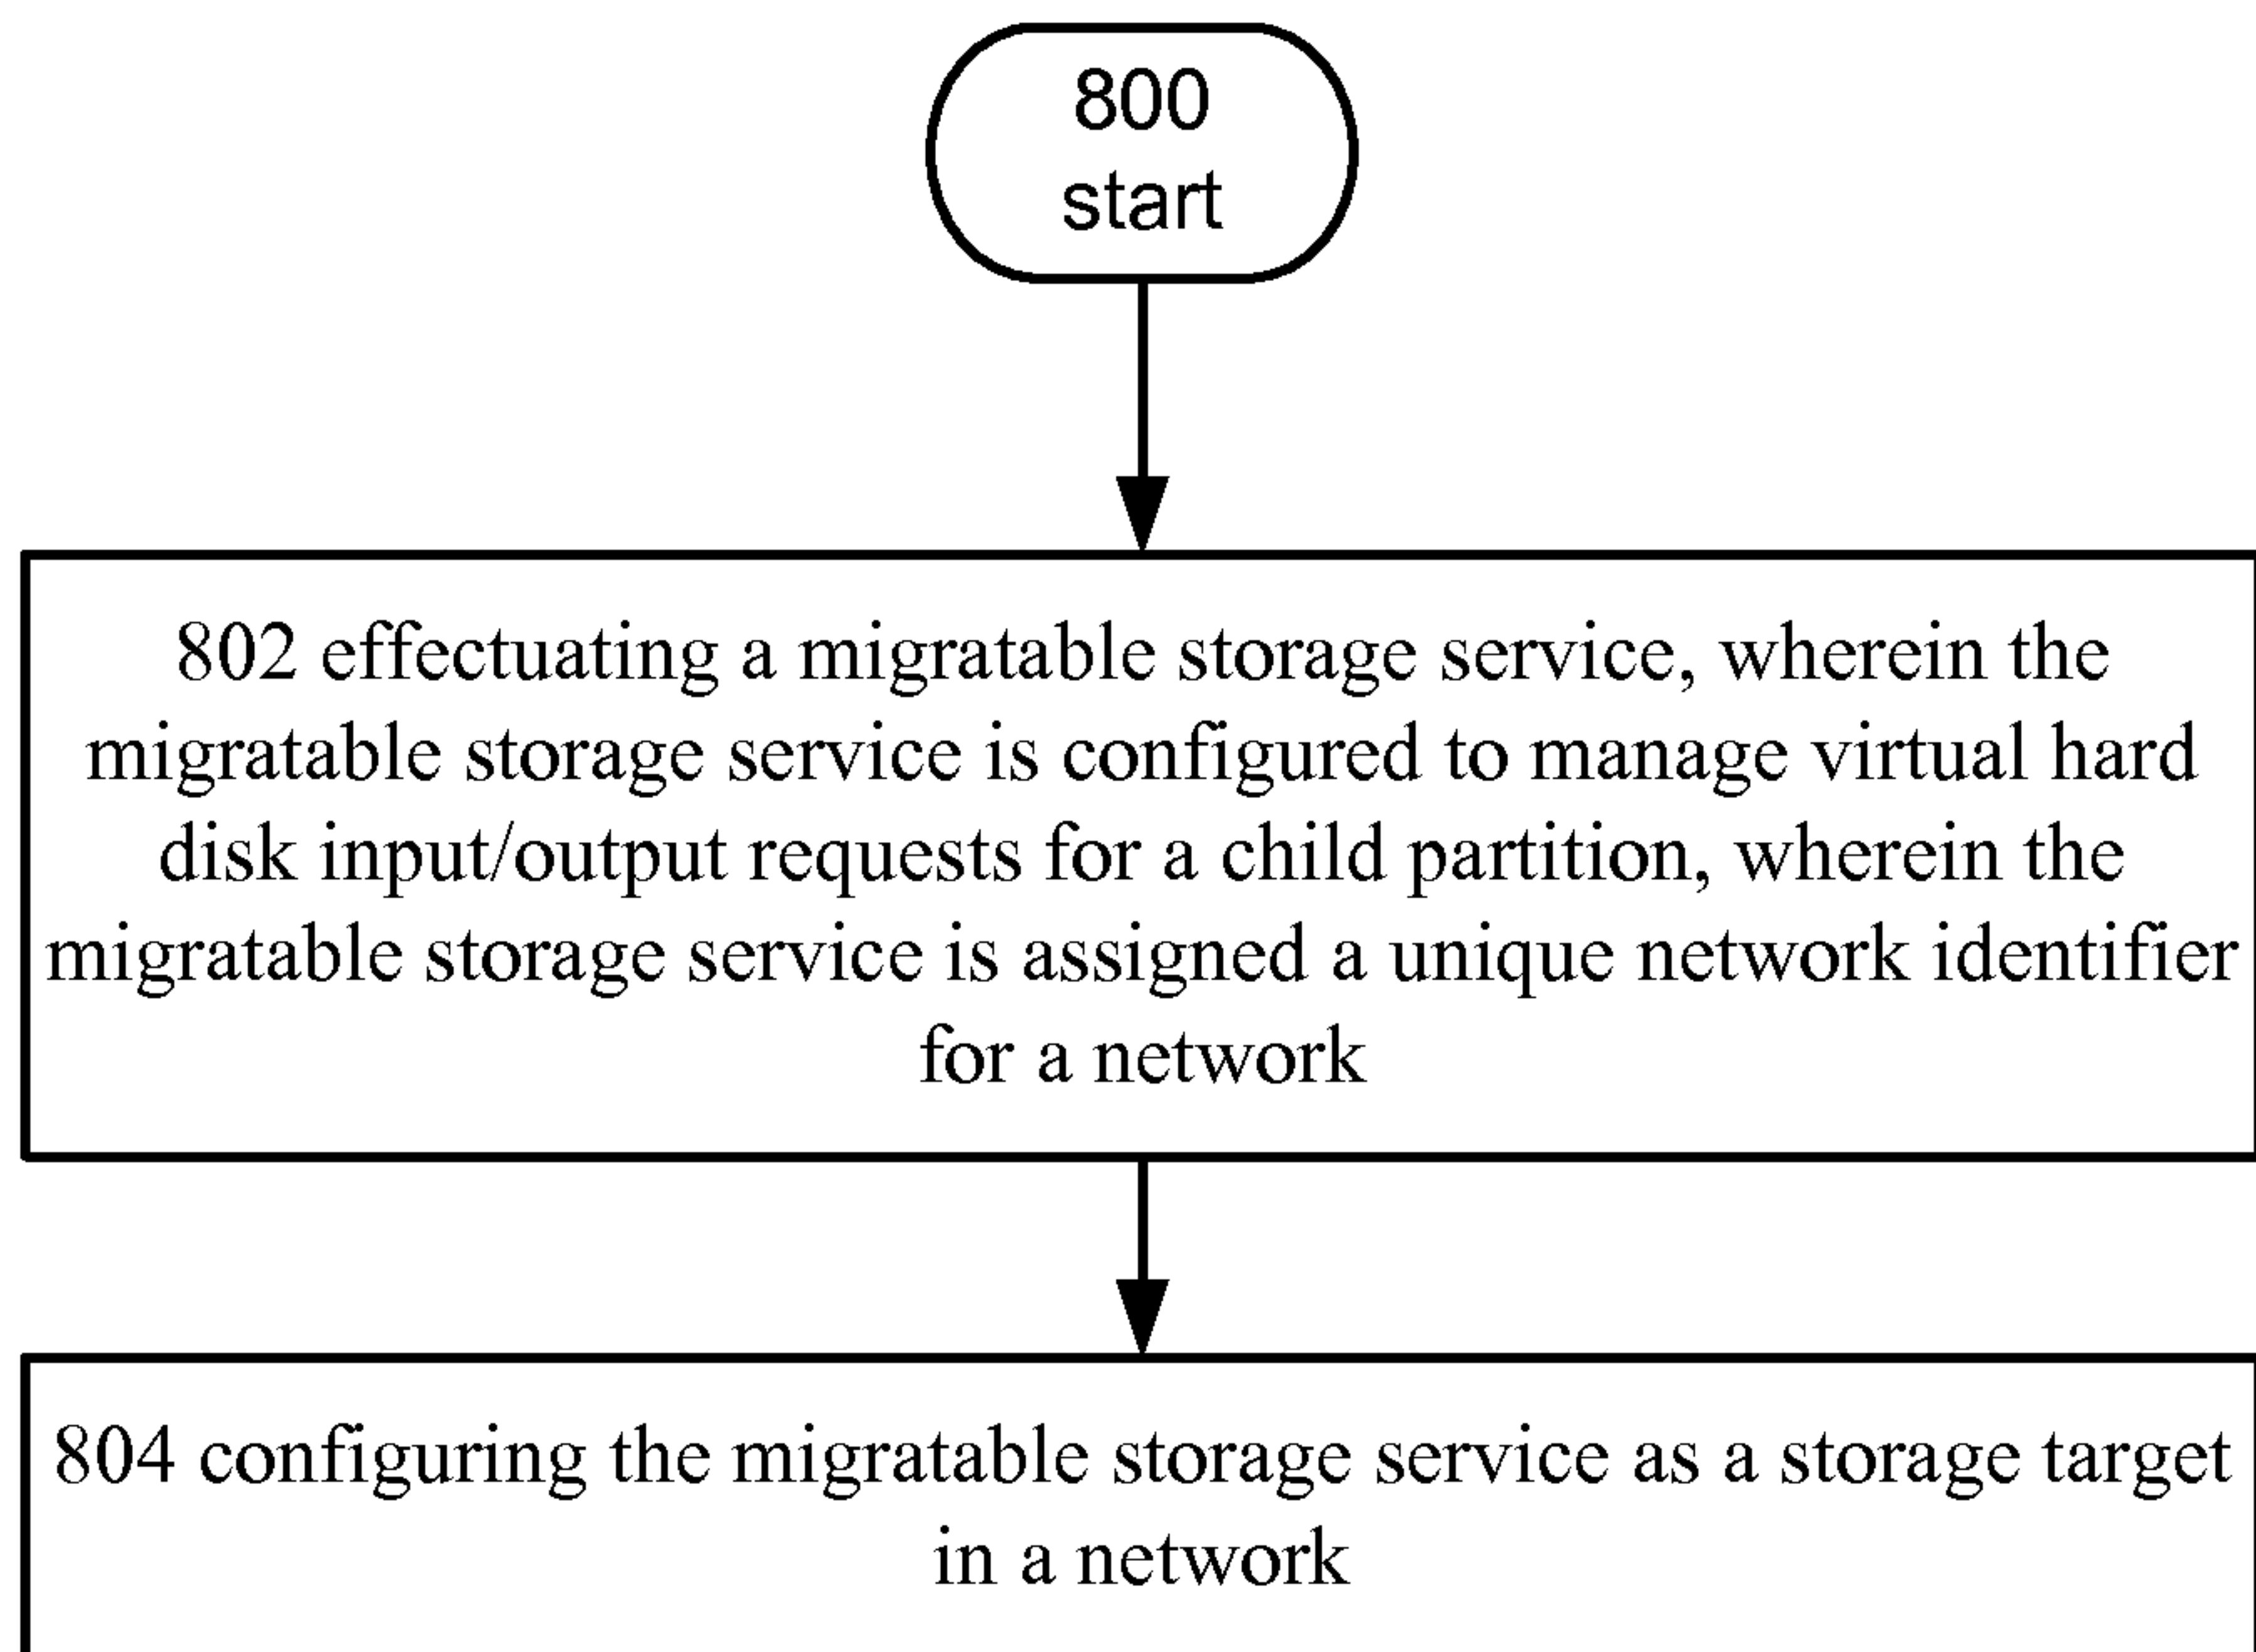 800
start
802 effectuating a migratable storage service, wherein the
migratable storage service is configured to manage virtual hard
disk input/output requests for a child partition, wherein the
migratable storage service is assigned a unique network identifier
for a network
804 configuring the migratable storage service as a storage target
in a network